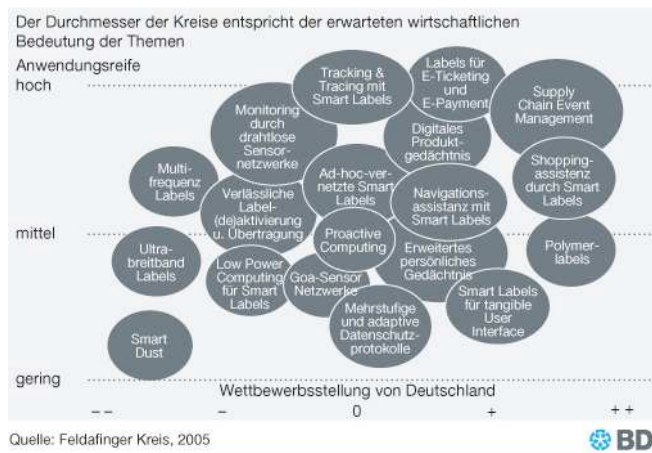 Der Durchmesser der Kreise entspricht der erwarteten wirtschaftlichen
Bedeutung der Themen
Anwendungsreife
hoch
Tracking &
Tracing mit
Smart Labels
Labels für
E-Ticketing
und
E-Payment
Supply
Chain Event
Management
Monitoring
durch
drahtlose
Sensor-
netzwerke
Digitales
Produkt-
gedächtnis
Multi-
frequenz
Labels
Verlässliche
Label-
(de)aktivierung
u. Übertragung
Ad-hoc-ver-
netzte Smart
Labels
Navigations-
assistanz mit
Smart Labels
Shopping-
assistenz
durch Smart
Labels
mittel
Proactive
Computing
Ultra-
breitband
Labels
Low Power
Computing
für Smart
Labels
Goa-Sensor
Netzwerke
Erweitertes
persönliches
Gedächtnis
Polymer-
labels
Mehrstufige
und adaptive
Datenschutz-
protokolle
Smart Labels
für tangible
User
Interface
Smart
Dust
gering
Wettbewerbsstellung von Deutschland
– – – 0 + + +
Quelle: Feldafinger Kreis, 2005
BD